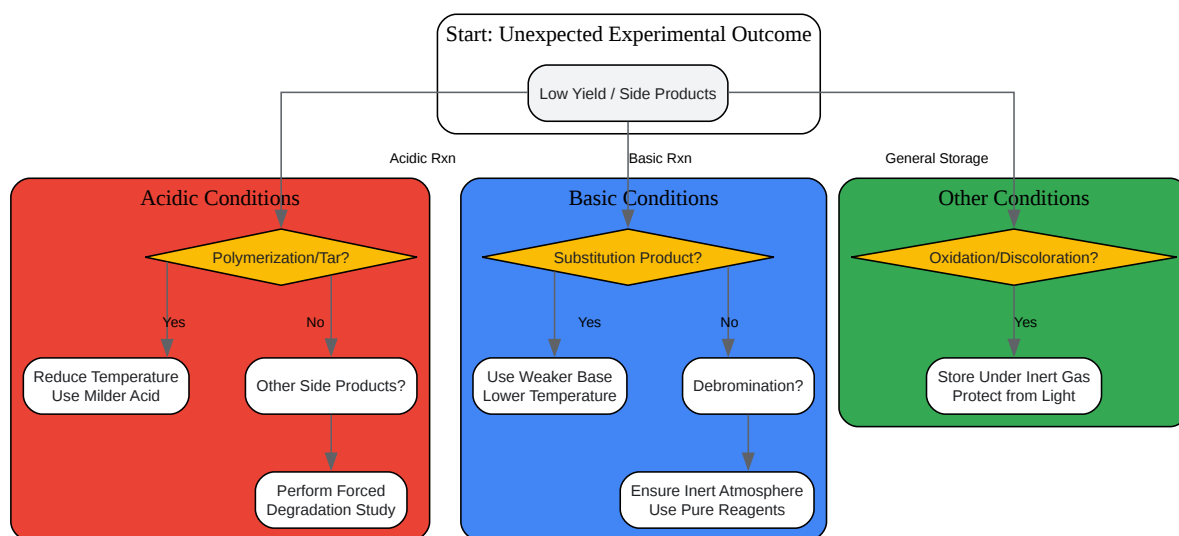 Start: Unexpected Experimental Outcome
Low Yield / Side Products
Acidic Rxn
Basic Rxn
General Storage
Acidic Conditions
Basic Conditions
Other Conditions
Polymerization/Tar?
Substitution Product?
Oxidation/Discoloration?
Yes
No
Yes
No
Yes
Reduce Temperature
Use Milder Acid
Other Side Products?
Use Weaker Base
Lower Temperature
Debromination?
Store Under Inert Gas
Protect from Light
Perform Forced
Degradation Study
Ensure Inert Atmosphere
Use Pure Reagents